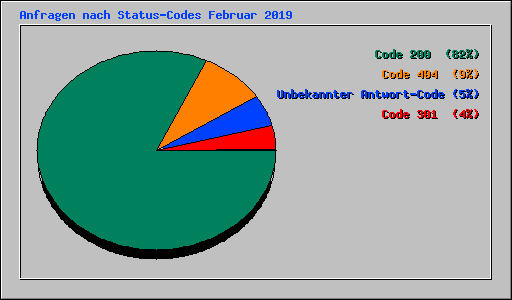 Anfragen nach Status-Codes Februar 2019
Code 200 (82%)
Code 404 (9%)
Unbekannter Antwort-Code (5%)
Code 301 (4%)